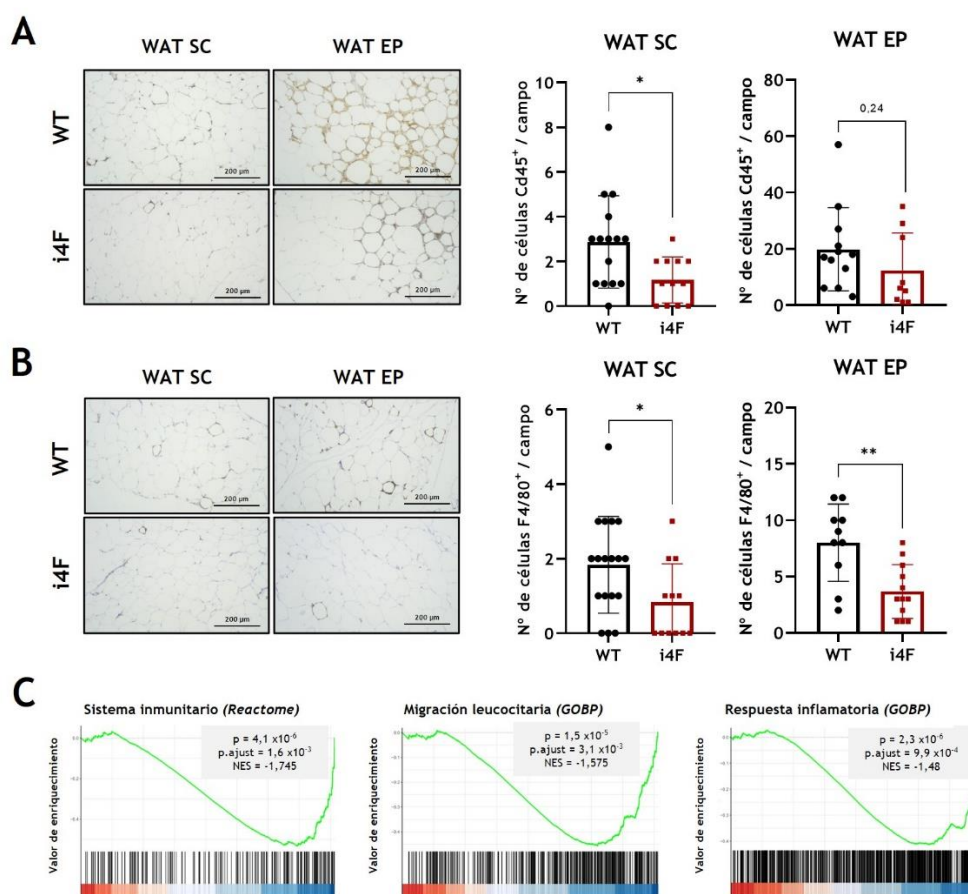 A
WAT SC
WAT EP
WT
200 µm
200 µm
i4F
200 µm
200 µm
WAT SC
Nº de células Cd45⁺ / campo
10
8
6
4
2
0
*
WT
i4F
WAT EP
Nº de células Cd45⁺ / campo
80
60
40
20
0
0,24
WT
i4F
B
WAT SC
WAT EP
WT
200 µm
200 µm
i4F
200 µm
200 µm
WAT SC
Nº de células F4/80⁺ / campo
6
4
2
0
*
WT
i4F
WAT EP
Nº de células F4/80⁺ / campo
20
15
10
5
0
**
WT
i4F
C
Sistema inmunitario (Reactome)
Valor de enriquecimiento
p = 4,1 x10⁻⁶
p.ajust = 1,6 x10⁻³
NES = -1,745
Migración leucocitaria (GOBP)
Valor de enriquecimiento
p = 1,5 x10⁻⁵
p.ajust = 3,1 x10⁻³
NES = -1,575
Respuesta inflamatoria (GOBP)
Valor de enriquecimiento
p = 2,3 x10⁻⁶
p.ajust = 9,9 x10⁻⁴
NES = -1,48